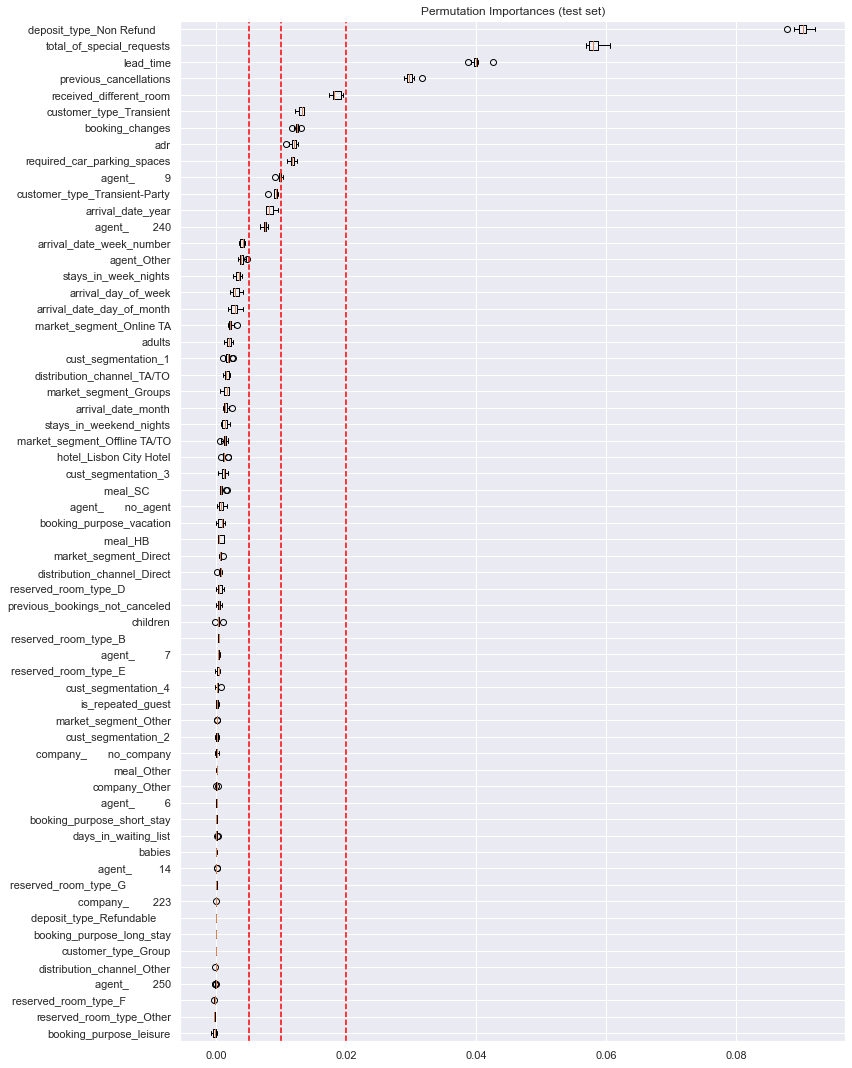 Permutation Importances (test set)
deposit_type_Non Refund
total_of_special_requests
lead_time
previous_cancellations
received_different_room
customer_type_Transient
booking_changes
adr
required_car_parking_spaces
agent_ 9
customer_type_Transient-Party
arrival_date_year
agent_ 240
arrival_date_week_number
agent_Other
stays_in_week_nights
arrival_day_of_week
arrival_date_day_of_month
market_segment_Online TA
adults
cust_segmentation_1
distribution_channel_TA/TO
market_segment_Groups
arrival_date_month
stays_in_weekend_nights
market_segment_Offline TA/TO
hotel_Lisbon City Hotel
cust_segmentation_3
meal_SC
agent_ no_agent
booking_purpose_vacation
meal_HB
market_segment_Direct
distribution_channel_Direct
reserved_room_type_D
previous_bookings_not_canceled
children
reserved_room_type_B
agent_ 7
reserved_room_type_E
cust_segmentation_4
is_repeated_guest
market_segment_Other
cust_segmentation_2
company_ no_company
meal_Other
company_Other
agent_ 6
booking_purpose_short_stay
days_in_waiting_list
babies
agent_ 14
reserved_room_type_G
company_ 223
deposit_type_Refundable
booking_purpose_long_stay
customer_type_Group
distribution_channel_Other
agent_ 250
reserved_room_type_F
reserved_room_type_Other
booking_purpose_leisure
0.00 0.02 0.04 0.06 0.08